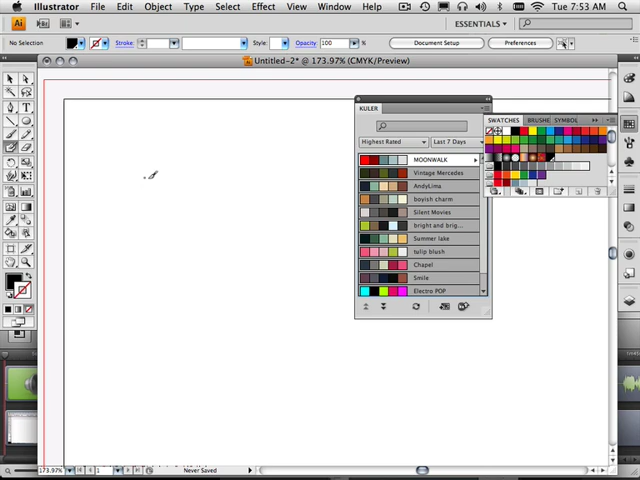 Illustrator File Edit Object Type Select Effect View Window Tue 7:53 AM
Ai Br ESSENTIALS
No Selection Stroke: Style: Opacity: 100 % Document Setup Preferences
Untitled-2* @ 173.97% (CMYK/Preview)
KULER
SWATCHES BRUSHE SYMBOL
Highest Rated Last 7 Days
MOONWALK
Vintage Mercedes
AndyLima
boyish charm
Silent Movies
bright and brig...
Summer lake
tulip blush
Chapel
Smile
Electro POP
173.97% 1 Never Saved